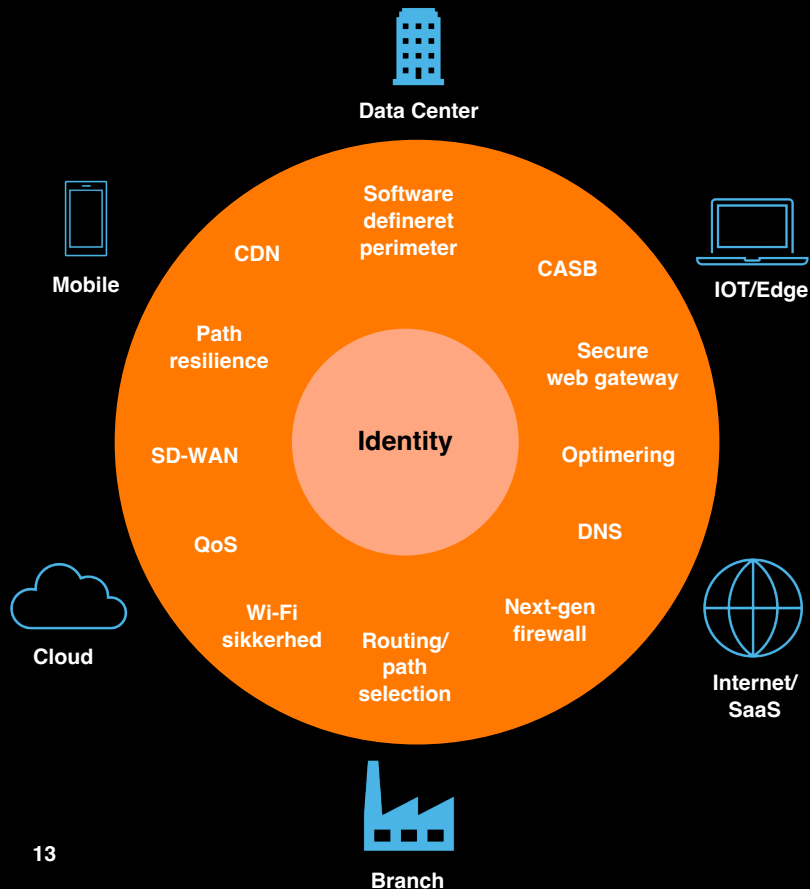 Data Center
Mobile
IOT/Edge
Software
defineret
perimeter
CDN
CASB
Path
resilience
Secure
web gateway
Identity
SD-WAN
Optimering
QoS
DNS
Wi-Fi
sikkerhed
Next-gen
firewall
Routing/
path
selection
Cloud
Internet/
SaaS
Branch
13